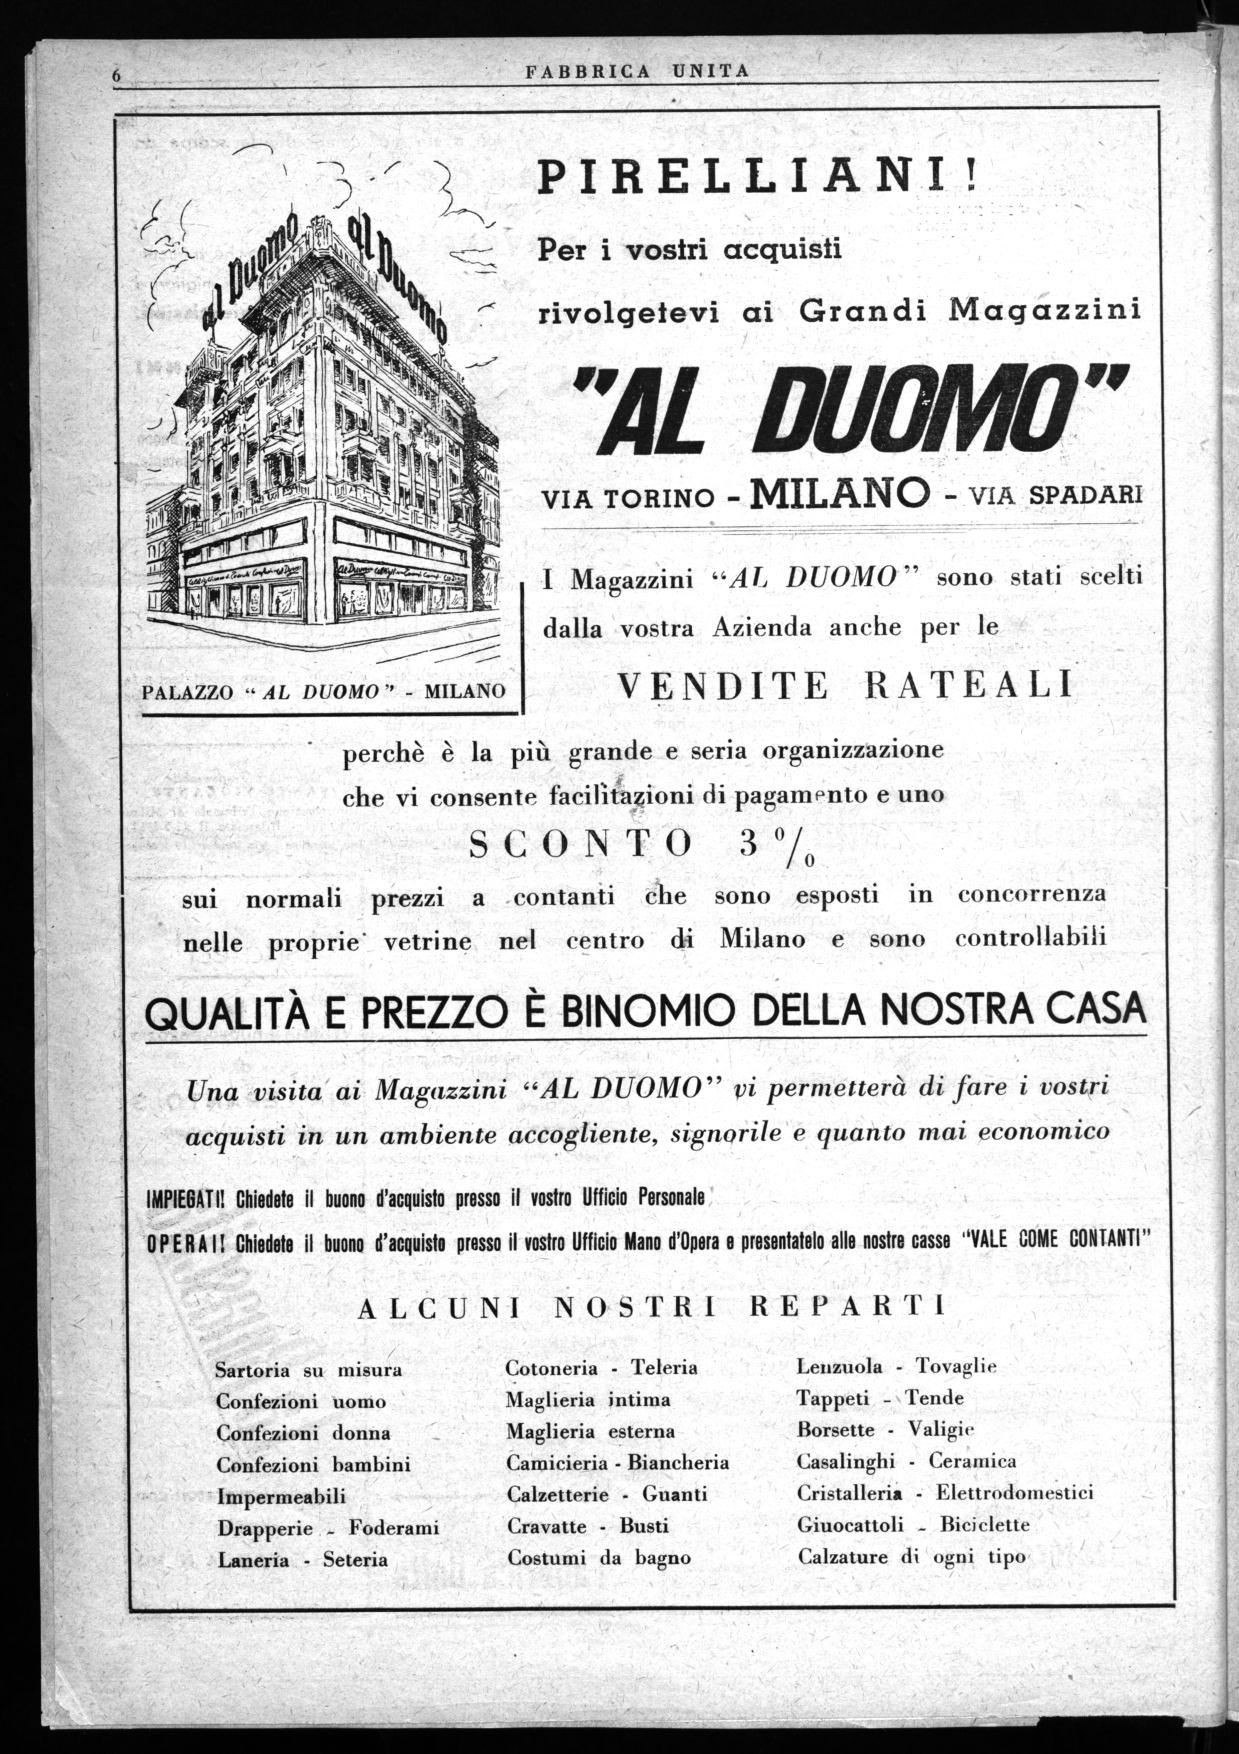 6
FABBRICA UNITA
al Duomo
al Duomo
PALAZZO “AL DUOMO” - MILANO
PIRELLIANI!
Per i vostri acquisti
rivolgetevi ai Grandi Magazzini
"AL DUOMO"
VIA TORINO - MILANO - VIA SPADARI
I Magazzini “AL DUOMO” sono stati scelti
dalla vostra Azienda anche per le
VENDITE RATEALI
perchè è la più grande e seria organizzazione
che vi consente facilitazioni di pagamento e uno
SCONTO 3%
sui normali prezzi a contanti che sono esposti in concorrenza
nelle proprie vetrine nel centro di Milano e sono controllabili
QUALITÀ E PREZZO È BINOMIO DELLA NOSTRA CASA
Una visita ai Magazzini “AL DUOMO” vi permetterà di fare i vostri
acquisti in un ambiente accogliente, signorile e quanto mai economico
IMPIEGATI! Chiedete il buono d'acquisto presso il vostro Ufficio Personale
OPERAI! Chiedete il buono d'acquisto presso il vostro Ufficio Mano d'Opera e presentatelo alle nostre casse "VALE COME CONTANTI"
ALCUNI NOSTRI REPARTI
Sartoria su misura
Confezioni uomo
Confezioni donna
Confezioni bambini
Impermeabili
Drapperie - Foderami
Laneria - Seteria
Cotoneria - Teleria
Maglieria intima
Maglieria esterna
Camicieria - Biancheria
Calzetterie - Guanti
Cravatte - Busti
Costumi da bagno
Lenzuola - Tovaglie
Tappeti - Tende
Borsette - Valigie
Casalinghi - Ceramica
Cristalleria - Elettrodomestici
Giuocattoli - Biciclette
Calzature di ogni tipo